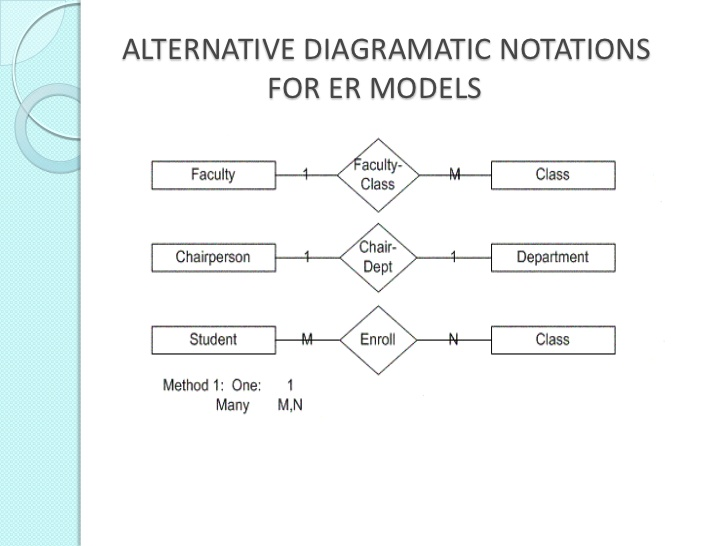 ALTERNATIVE DIAGRAMATIC NOTATIONS
FOR ER MODELS
Faculty 1 Faculty- M Class
Class
Chairperson 1 Chair- 1 Department
Dept
Student M Enroll N Class
Method 1: One: 1
Many M,N